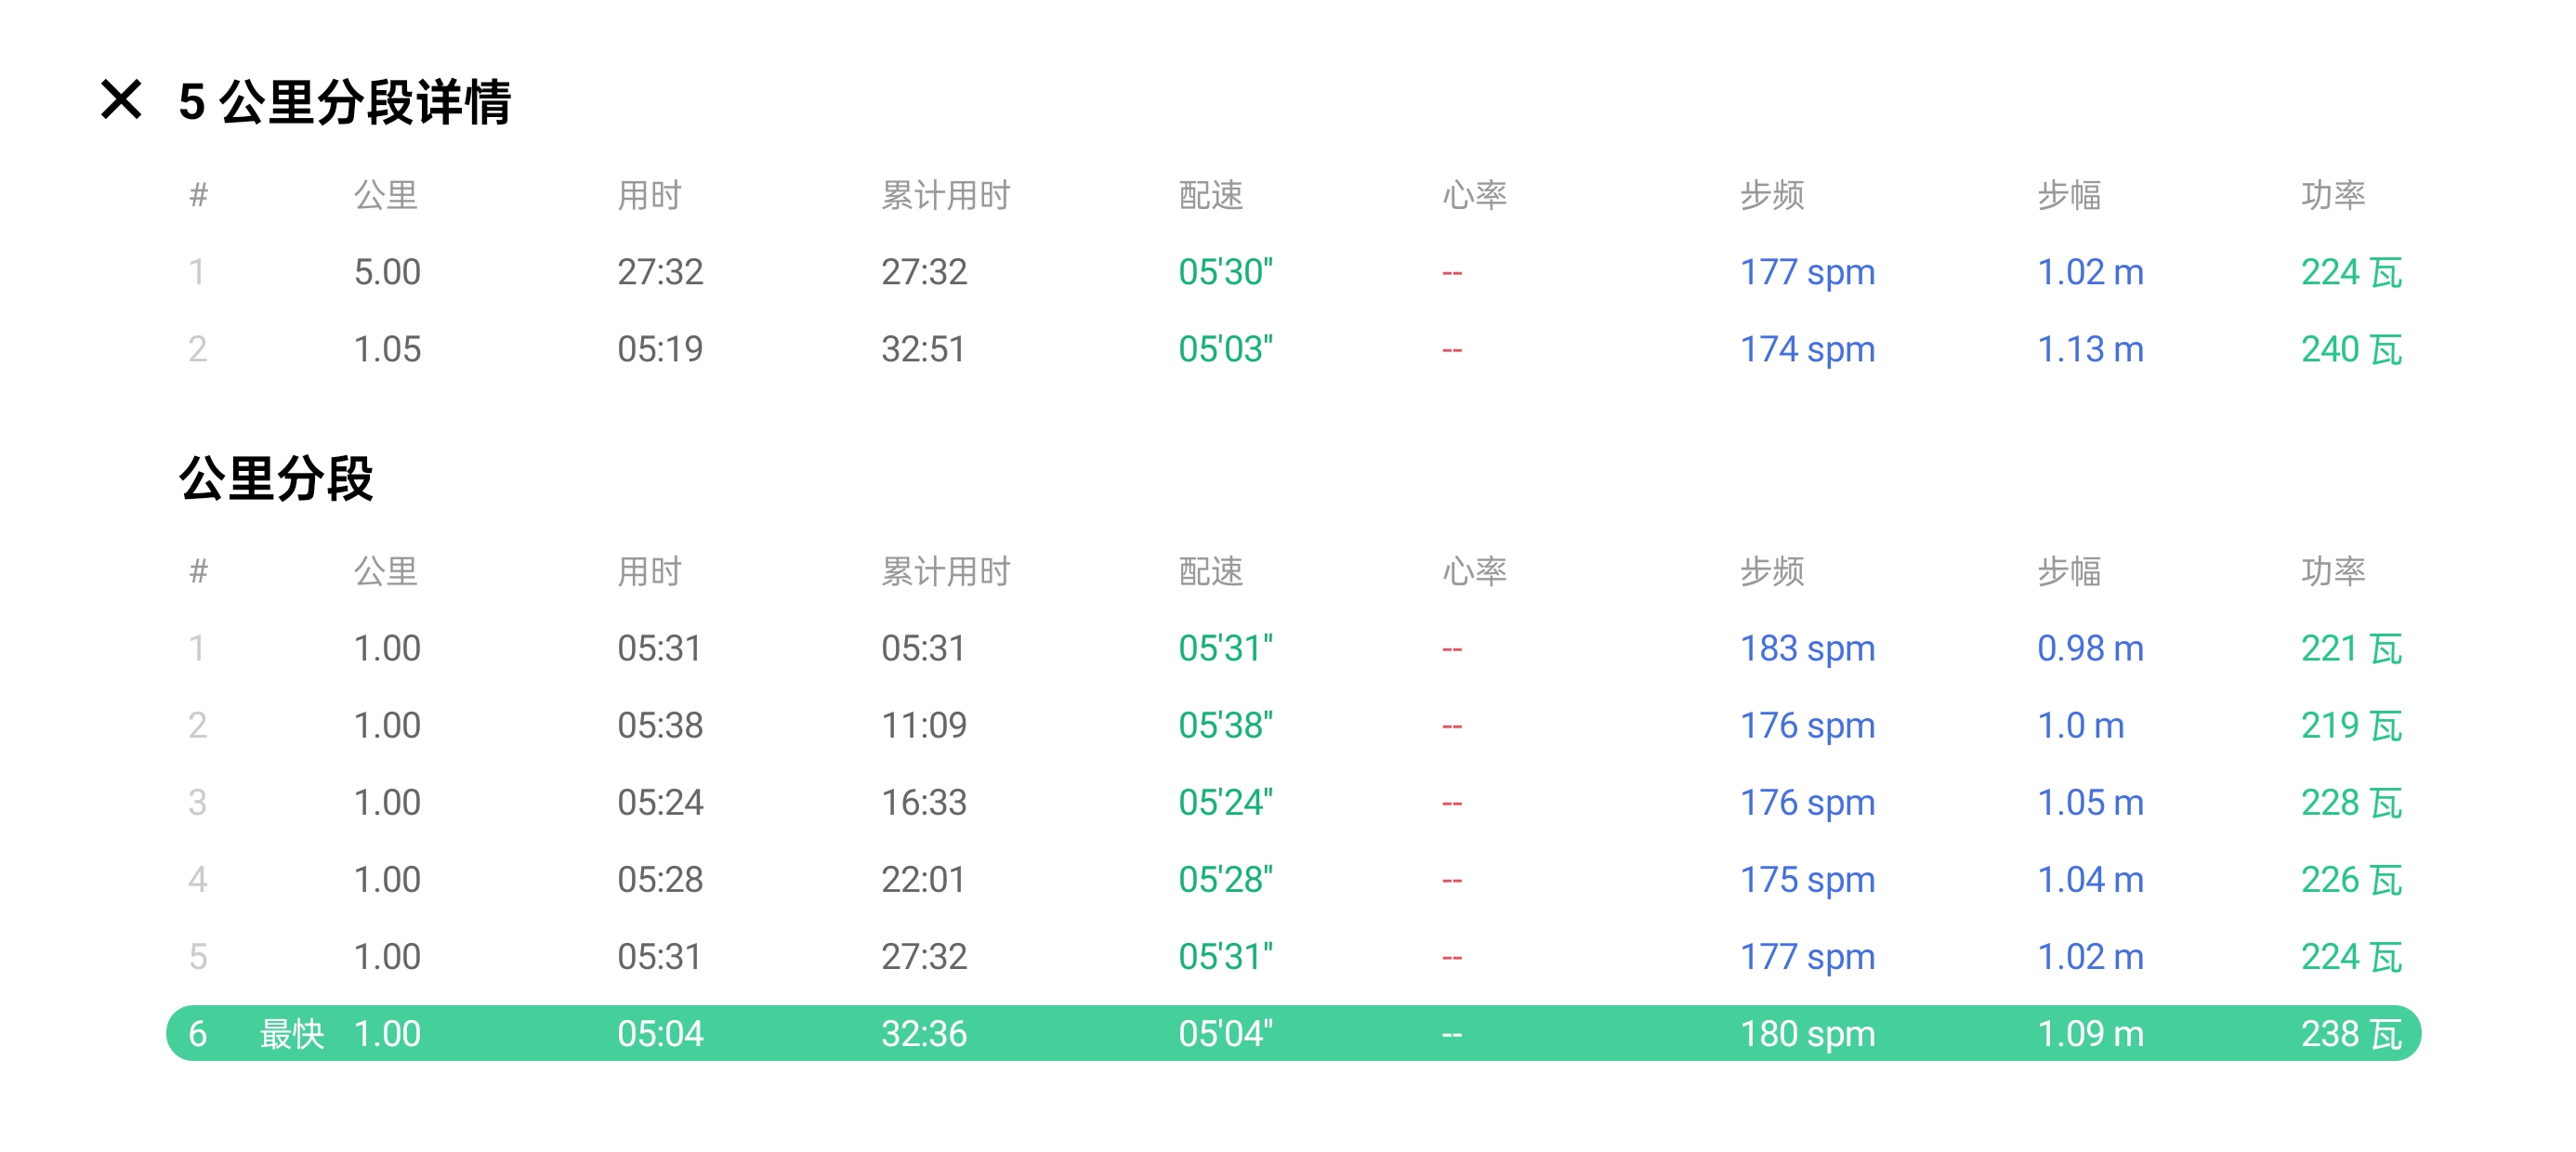 5 公里分段详情
# 公里 用时 累计用时 配速 心率 步频 步幅 功率
1 5.00 27:32 27:32 05'30" -- 177 spm 1.02 m 224 瓦
2 1.05 05:19 32:51 05'03" -- 174 spm 1.13 m 240 瓦
公里分段
# 公里 用时 累计用时 配速 心率 步频 步幅 功率
1 1.00 05:31 05:31 05'31" -- 183 spm 0.98 m 221 瓦
2 1.00 05:38 11:09 05'38" -- 176 spm 1.0 m 219 瓦
3 1.00 05:24 16:33 05'24" -- 176 spm 1.05 m 228 瓦
4 1.00 05:28 22:01 05'28" -- 175 spm 1.04 m 226 瓦
5 1.00 05:31 27:32 05'31" -- 177 spm 1.02 m 224 瓦
6 最快 1.00 05:04 32:36 05'04" -- 180 spm 1.09 m 238 瓦